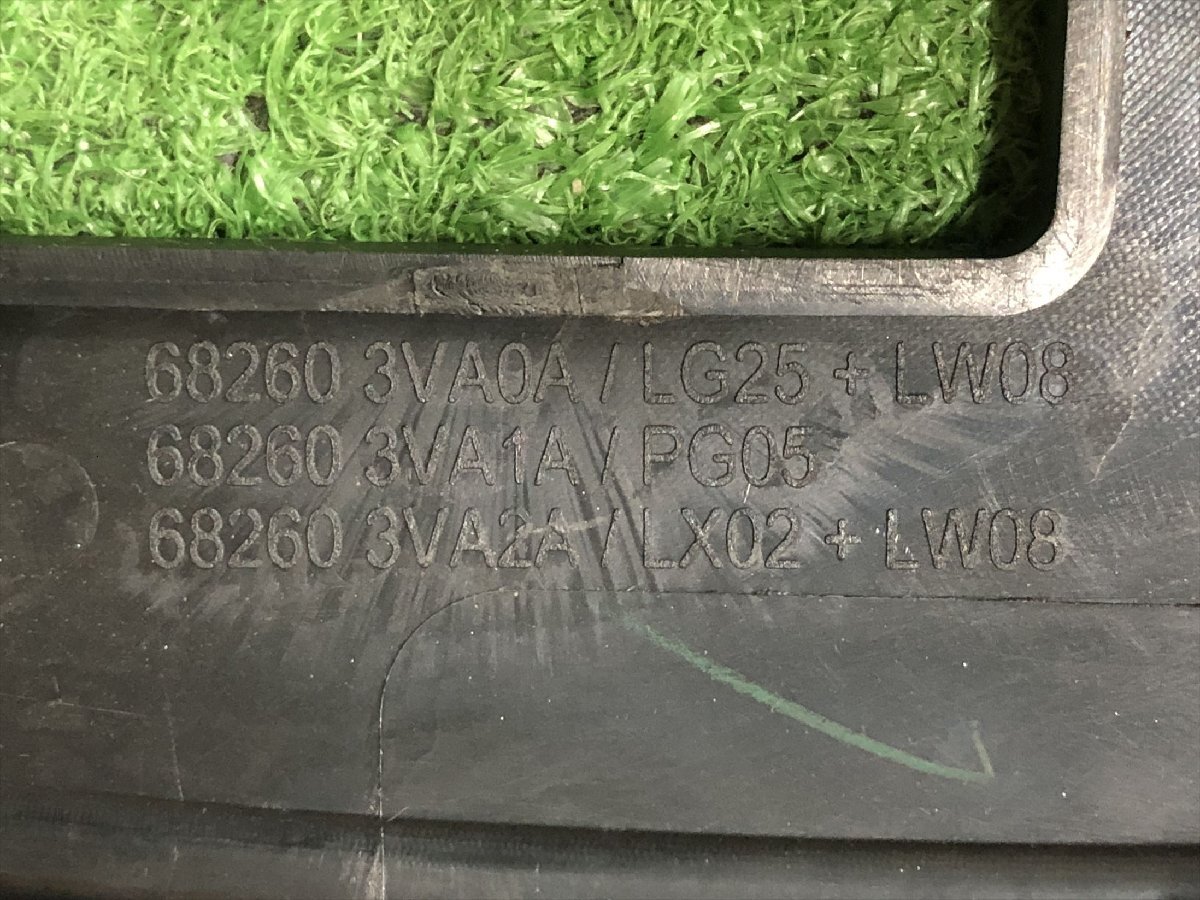 68260 3VA0A / LG25 + LW08
68260 3VA1A / PG05
68260 3VA2A / LX02 + LW08